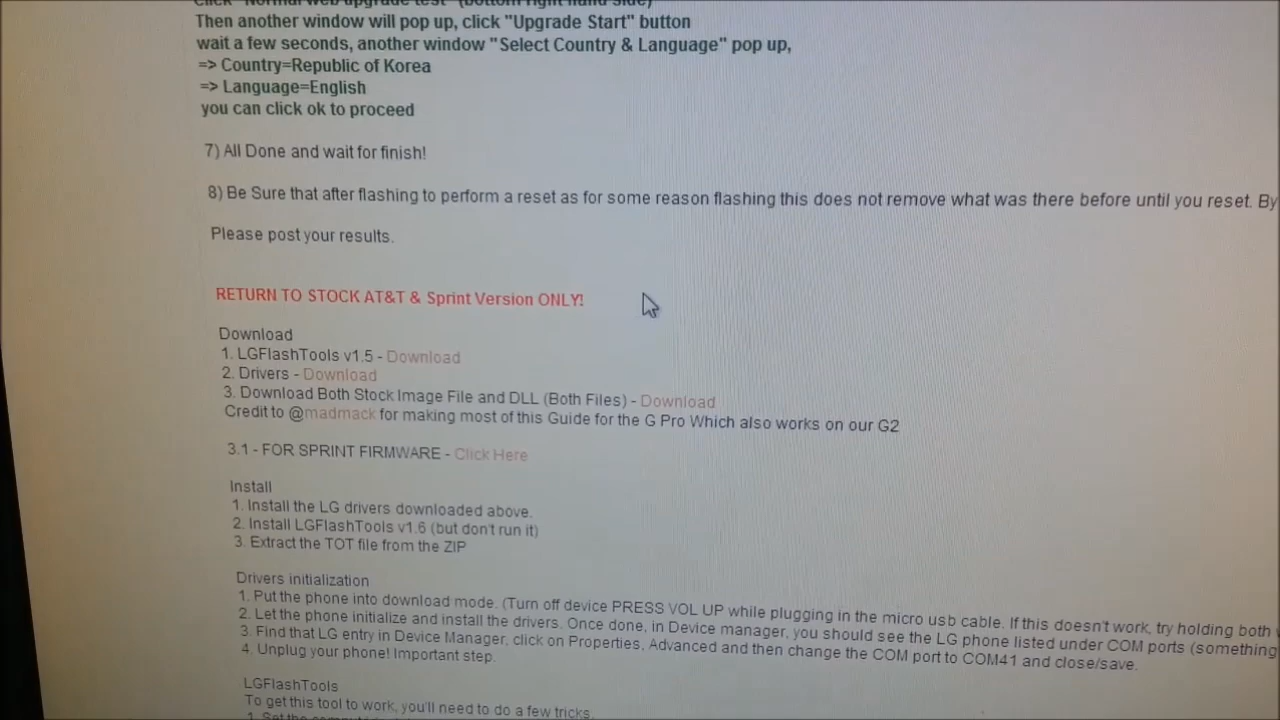 Click "Normal web upgrade test" (bottom right hand side)
Then another window will pop up, click "Upgrade Start" button
wait a few seconds, another window "Select Country & Language" pop up,
=> Country=Republic of Korea
=> Language=English
you can click ok to proceed
7) All Done and wait for finish!
8) Be Sure that after flashing to perform a reset as for some reason flashing this does not remove what was there before until you reset. By
Please post your results.
RETURN TO STOCK AT&T & Sprint Version ONLY!
Download
1. LGFlashTools v1.5 - Download
2. Drivers - Download
3. Download Both Stock Image File and DLL (Both Files) - Download
Credit to @madmack for making most of this Guide for the G Pro Which also works on our G2
3.1 - FOR SPRINT FIRMWARE - Click Here
Install
1. Install the LG drivers downloaded above.
2. Install LGFlashTools v1.6 (but don't run it)
3. Extract the TOT file from the ZIP
Drivers initialization
1. Put the phone into download mode. (Turn off device PRESS VOL UP while plugging in the micro usb cable. If this doesn't work, try holding both
2. Let the phone initialize and install the drivers. Once done, in Device manager, you should see the LG phone listed under COM ports (something
3. Find that LG entry in Device Manager, click on Properties, Advanced and then change the COM port to COM41 and close/save.
4. Unplug your phone! Important step.
LGFlashTools
To get this tool to work, you'll need to do a few tricks.
1. Set the